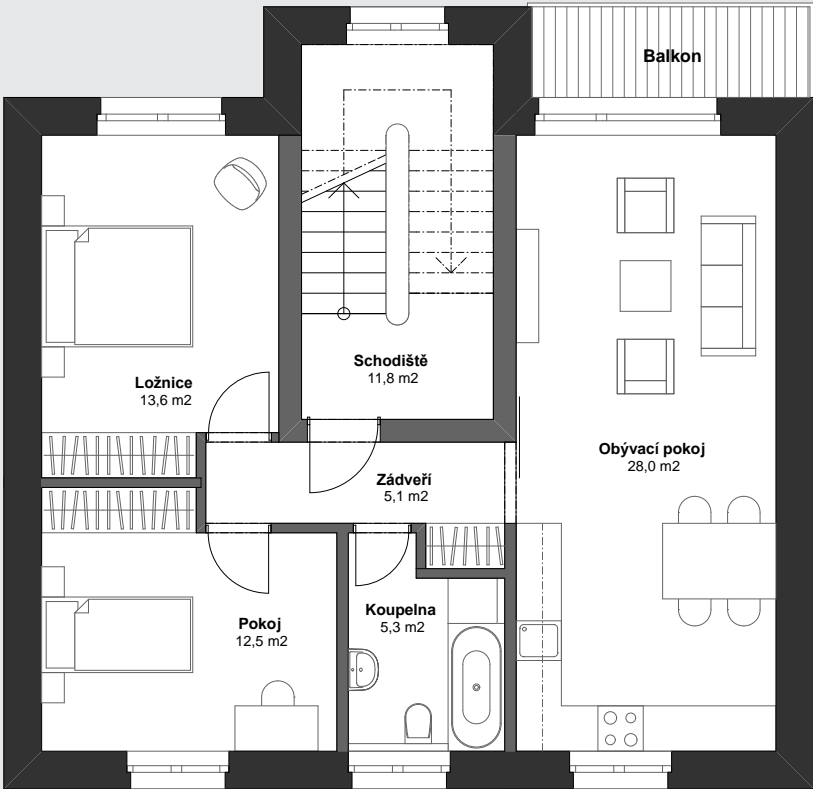 Balkon
Schodiště
11,8 m2
Ložnice
13,6 m2
Obývací pokoj
28,0 m2
Zádveří
5,1 m2
Pokoj
12,5 m2
Koupelna
5,3 m2